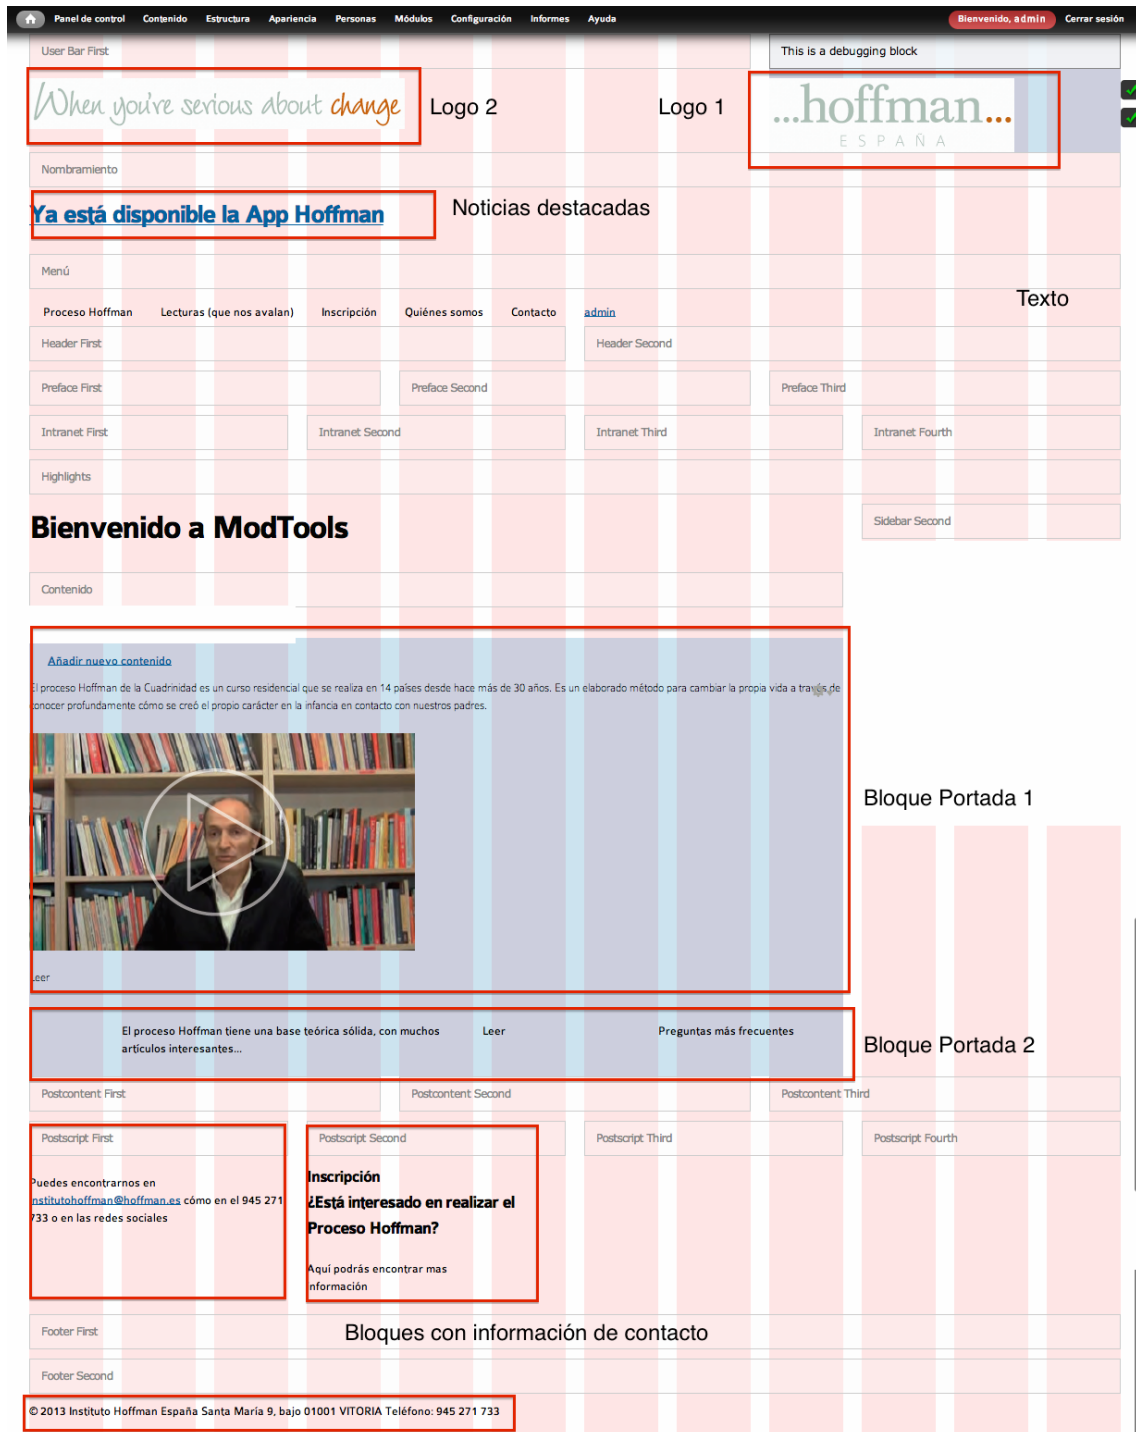 Panel de control Contenido Estructura Apariencia Personas Módulos Configuración Informes Ayuda Bienvenido, admin Cerrar sesión
User Bar First This is a debugging block
When you're serious about change Logo 2 Logo 1 ...hoffman...
ESPAÑA
Nombramiento
Ya está disponible la App Hoffman Noticias destacadas
Menú
Texto
Proceso Hoffman Lecturas (que nos avalan) Inscripción Quiénes somos Contacto admin
Header First Header Second
Preface First Preface Second Preface Third
Intranet First Intranet Second Intranet Third Intranet Fourth
Highlights
Bienvenido a ModTools Sidebar Second
Contenido
Añadir nuevo contenido
El proceso Hoffman de la Cuadrinidad es un curso residencial que se realiza en 14 países desde hace más de 30 años. Es un elaborado método para cambiar la propia vida a través de
conocer profundamente cómo se creó el propio carácter en la infancia en contacto con nuestros padres.
Bloque Portada 1
Leer
El proceso Hoffman tiene una base teórica sólida, con muchos Leer Preguntas más frecuentes
artículos interesantes...
Bloque Portada 2
Postcontent First Postcontent Second Postcontent Third
Postscript First Postscript Second Postscript Third Postscript Fourth
Puedes encontrarnos en
institutohoffman@hoffman.es cómo en el 945 271
733 o en las redes sociales
Inscripción
¿Está interesado en realizar el
Proceso Hoffman?
Aquí podrás encontrar mas
información
Footer First Bloques con información de contacto
Footer Second
© 2013 Instituto Hoffman España Santa María 9, bajo 01001 VITORIA Teléfono: 945 271 733